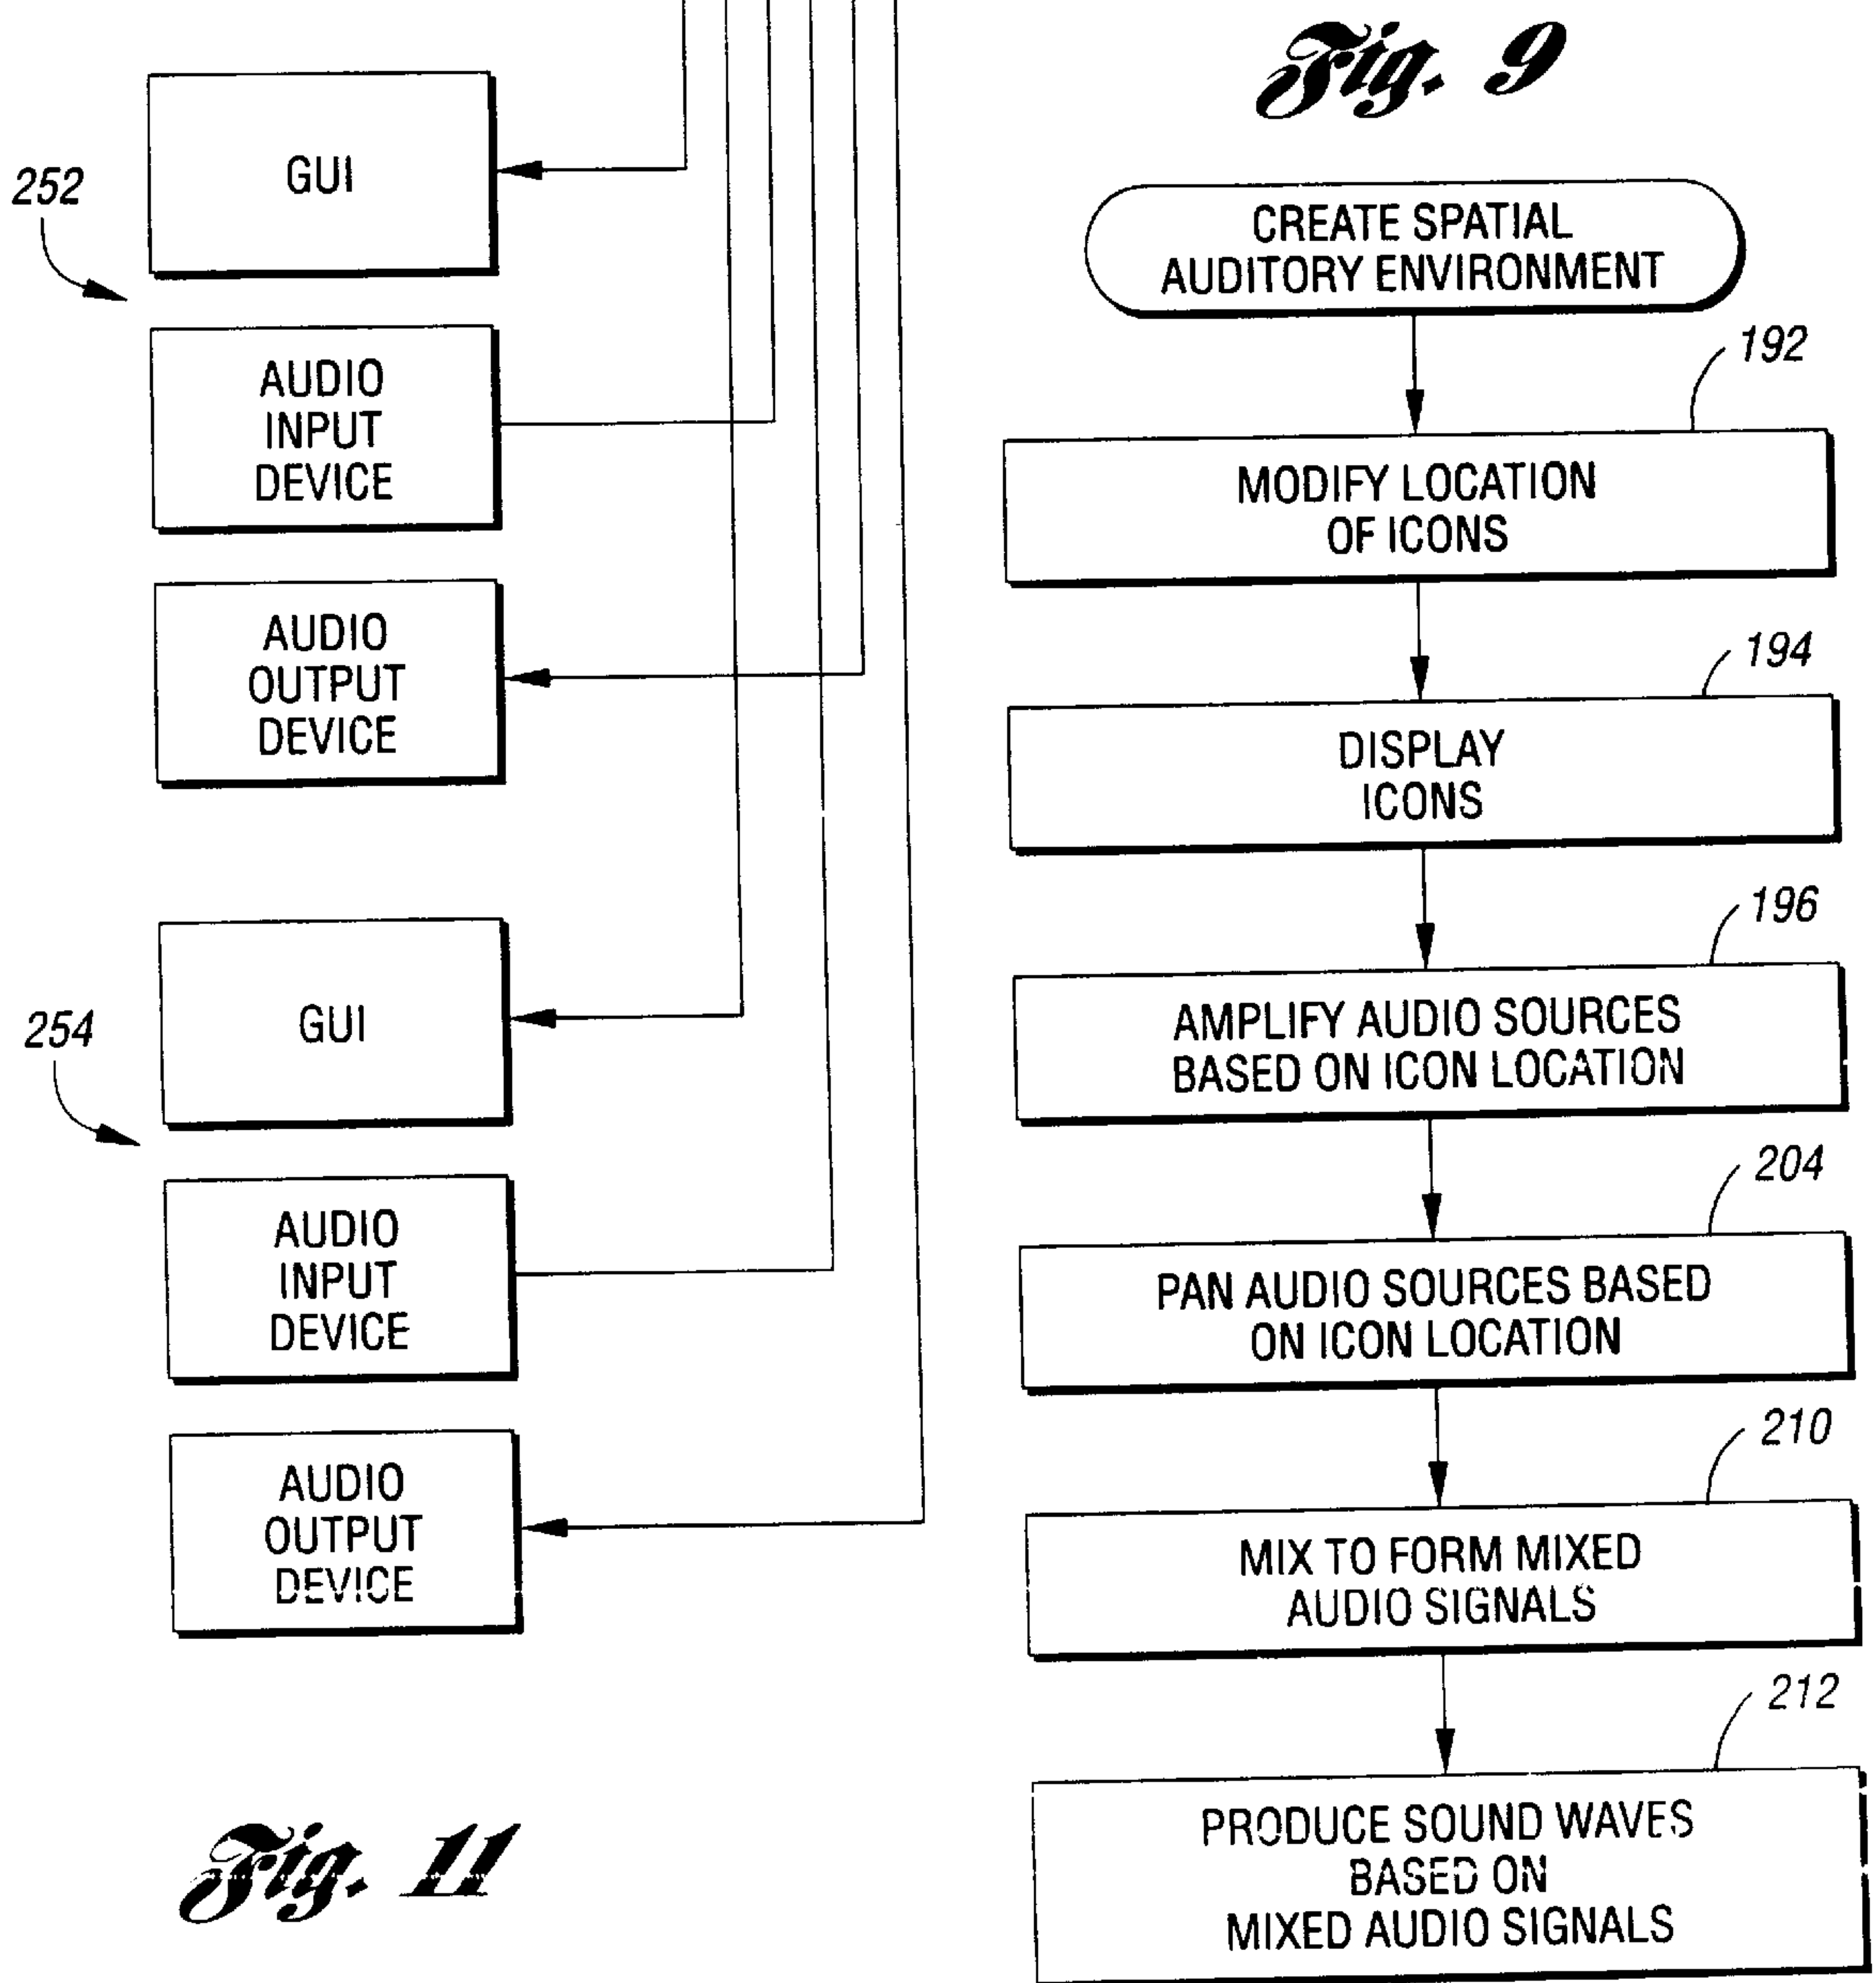 GUI
252
AUDIO
INPUT
DEVICE
AUDIO
OUTPUT
DEVICE
GUI
254
AUDIO
INPUT
DEVICE
AUDIO
OUTPUT
DEVICE
Fig. 11
Fig. 9
CREATE SPATIAL
AUDITORY ENVIRONMENT
192
MODIFY LOCATION
OF ICONS
194
DISPLAY
ICONS
196
AMPLIFY AUDIO SOURCES
BASED ON ICON LOCATION
204
PAN AUDIO SOURCES BASED
ON ICON LOCATION
210
MIX TO FORM MIXED
AUDIO SIGNALS
212
PRODUCE SOUND WAVES
BASED ON
MIXED AUDIO SIGNALS